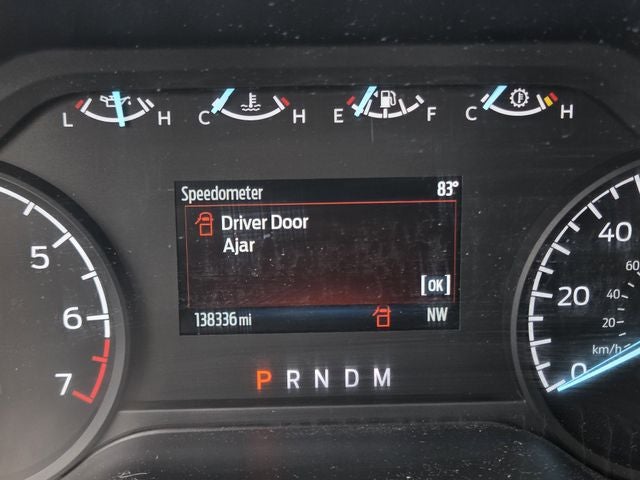 L H C H E F C H
Speedometer 83°
Driver Door
Ajar
[OK]
138336 mi NW
P R N D M
5
6
7
40
20
0
60
40
20
km/h